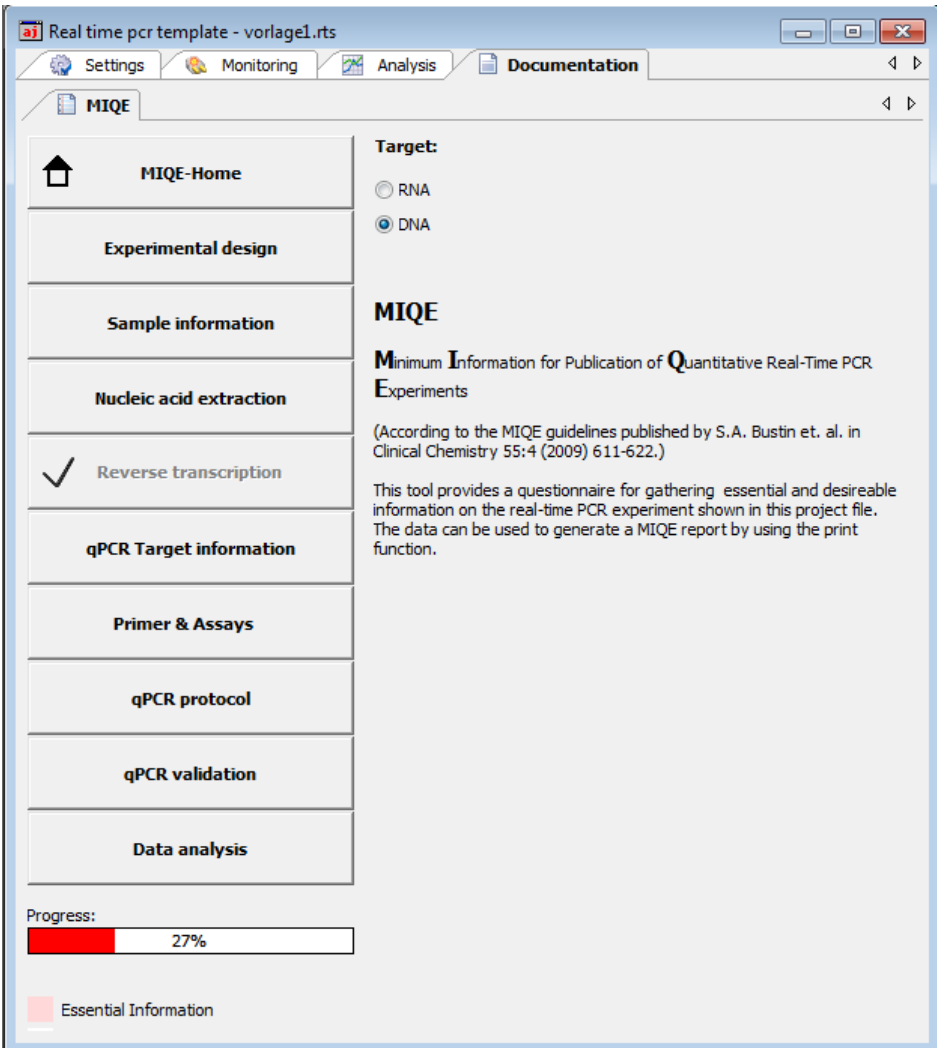 aj Real time pcr template - vorlage1.rts
Settings Monitoring Analysis Documentation
MIQE
MIQE-Home
Experimental design
Sample information
Nucleic acid extraction
Reverse transcription
qPCR Target information
Primer & Assays
qPCR protocol
qPCR validation
Data analysis
Progress:
27%
Essential Information
Target:
RNA
DNA
MIQE
Minimum Information for Publication of Quantitative Real-Time PCR
Experiments
(According to the MIQE guidelines published by S.A. Bustin et. al. in
Clinical Chemistry 55:4 (2009) 611-622.)
This tool provides a questionnaire for gathering essential and desireable
information on the real-time PCR experiment shown in this project file.
The data can be used to generate a MIQE report by using the print
function.